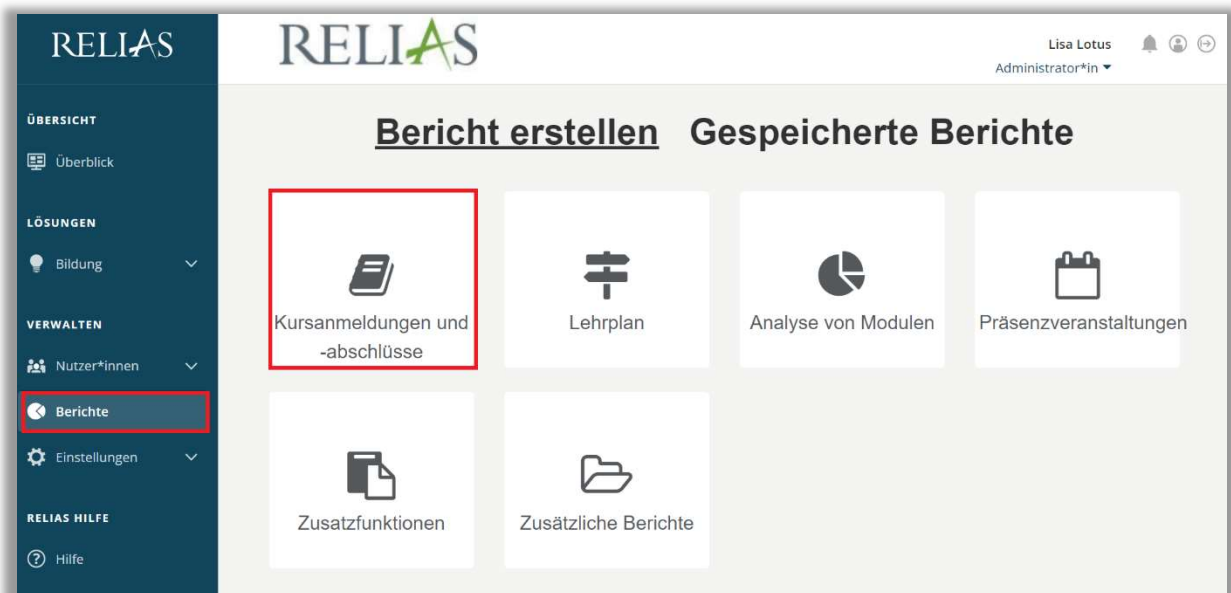 RELIAS
RELIAS
Lisa Lotus
Administrator*in
ÜBERSICHT
Überblick
LÖSUNGEN
Bildung
VERWALTEN
Nutzer*innen
Berichte
Einstellungen
RELIAS HILFE
Hilfe
Bericht erstellen Gespeicherte Berichte
Kursanmeldungen und
-abschlüsse
Lehrplan
Analyse von Modulen
Präsenzveranstaltungen
Zusatzfunktionen
Zusätzliche Berichte